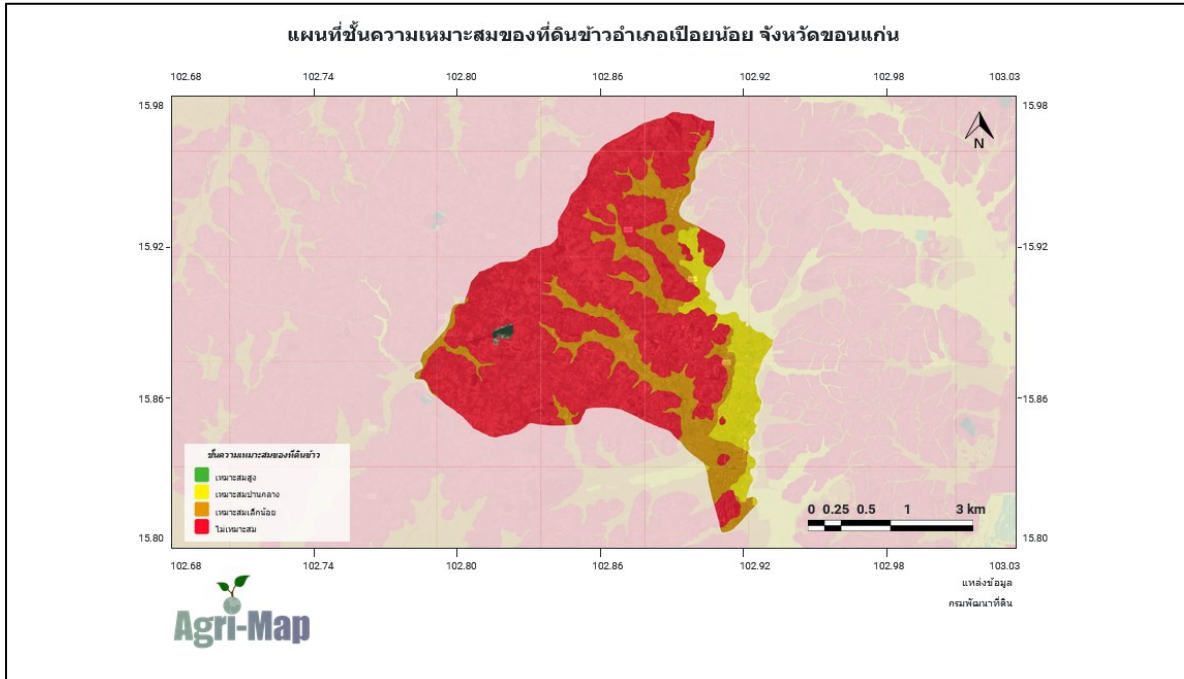 แผนที่ชั้นความเหมาะสมของที่ดินข้าวอำเภอเปือยน้อย จังหวัดขอนแก่น
102.68 102.74 102.80 102.86 102.92 102.98 103.03
15.98 15.98
N
15.92 15.92
15.86 15.86
ชั้นความเหมาะสมของที่ดินข้าว
เหมาะสมสูง
เหมาะสมปานกลาง
เหมาะสมเล็กน้อย
ไม่เหมาะสม
0 0.25 0.5 1 3 km
15.80 15.80
102.68 102.74 102.80 102.86 102.92 102.98 103.03
แหล่งข้อมูล
กรมพัฒนาที่ดิน
Agri-Map